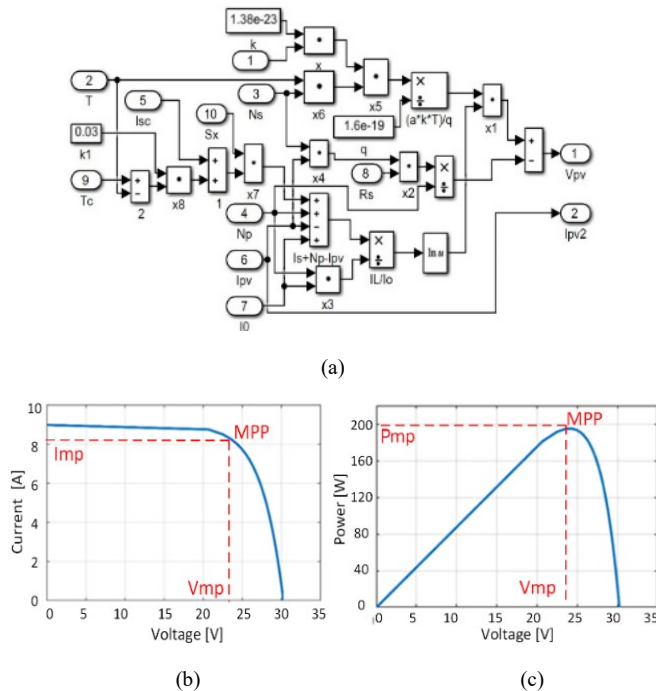 1.38e-23
k
1
x
2
T
5
Isc
3
Ns
x6
x5
×
÷
(a*k*T)/q
x1
10
Sx
1.6e-19
0.03
k1
q
+
−
1
Vpv
9
Tc
+
−
2
x8
+
+
1
x7
x4
8
Rs
x2
×
÷
4
Np
+
+
−
+
Is+Np-Ipv
2
Ipv2
6
Ipv
×
÷
IL/Io
ln u
7
I0
x3
(a)
10
8
6
4
2
0
Current [A]
Imp
MPP
Vmp
0 5 10 15 20 25 30 35
Voltage [V]
(b)
200
160
120
80
40
0
Power [W]
Pmp
MPP
Vmp
0 5 10 15 20 25 30 35
Voltage [V]
(c)